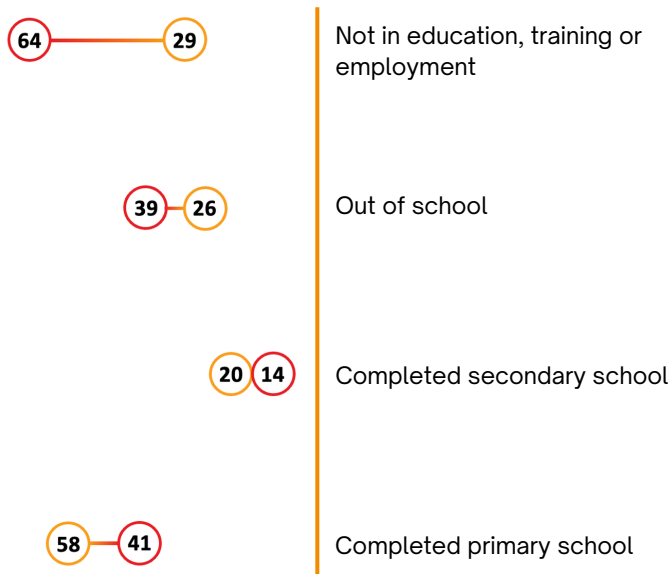 64 29 Not in education, training or
employment
39 26 Out of school
20 14 Completed secondary school
58 41 Completed primary school